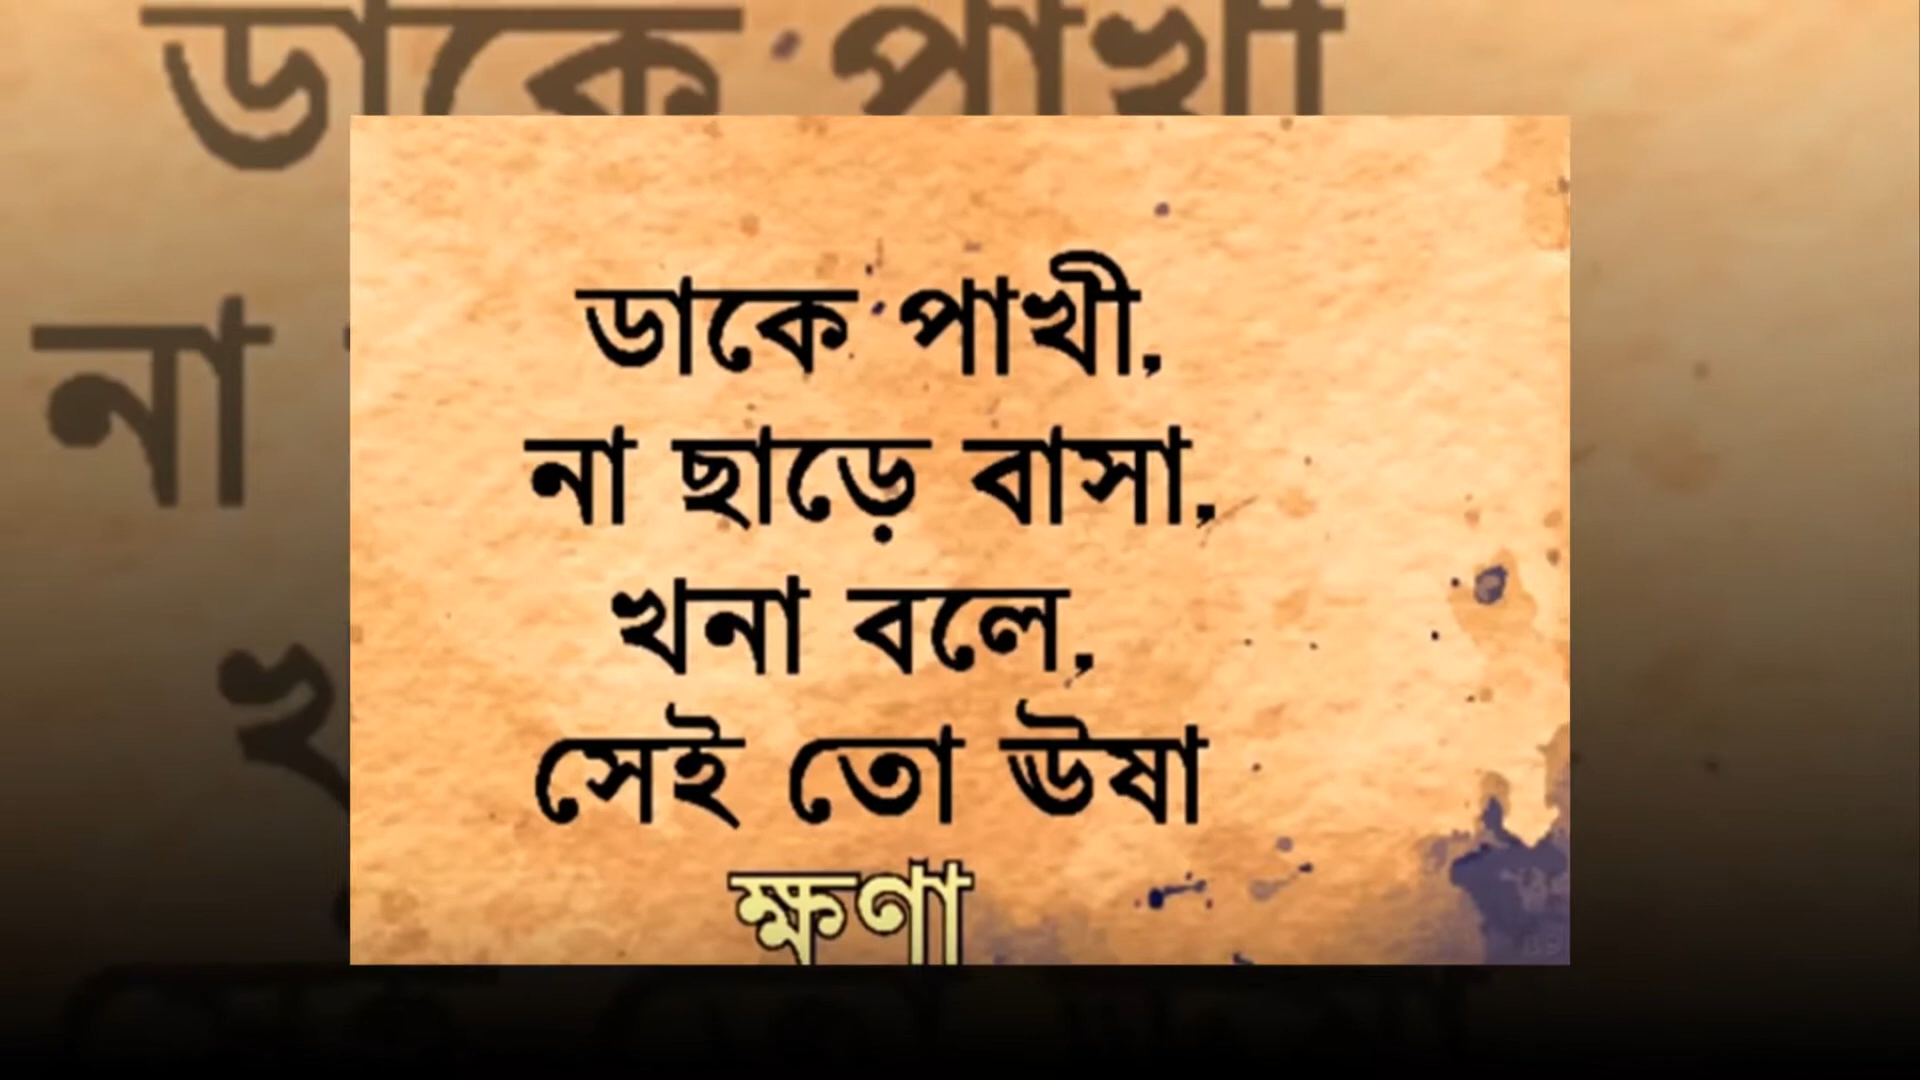 ডাকে পাখী,
না ছাড়ে বাসা,
খনা বলে,
সেই তো ঊষা
ক্ষণা